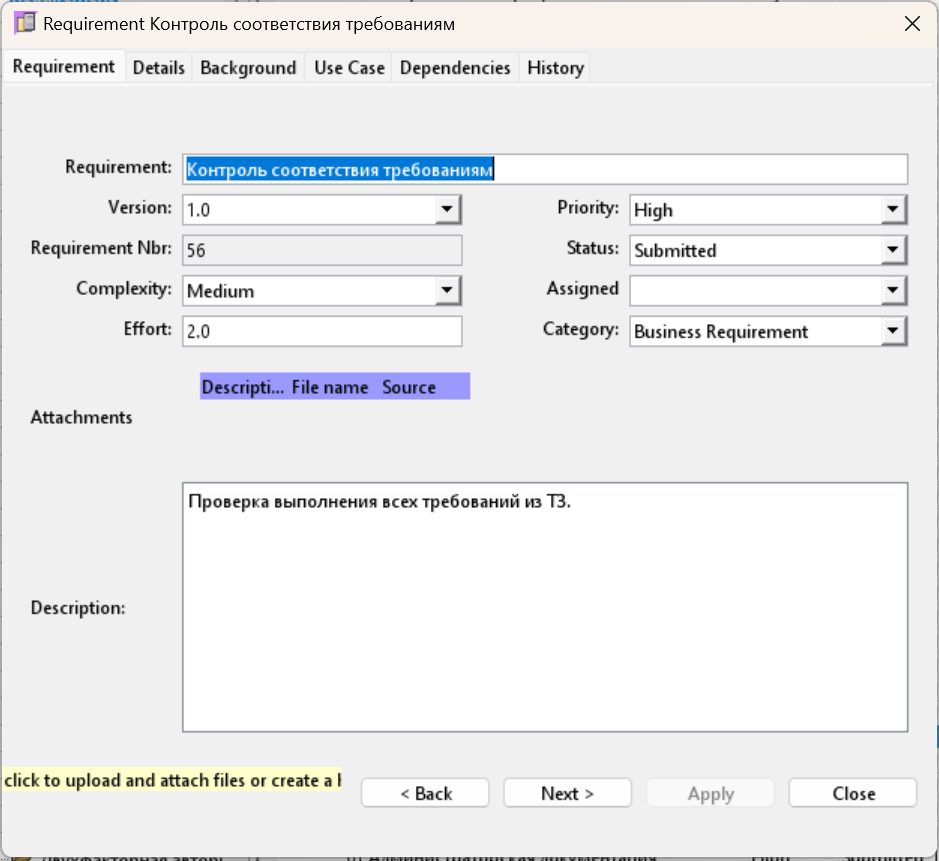 Requirement Контроль соответствия требованиям
Requirement Details Background Use Case Dependencies History
Requirement: Контроль соответствия требованиям
Version: 1.0 Priority: High
Requirement Nbr: 56 Status: Submitted
Complexity: Medium Assigned
Effort: 2.0 Category: Business Requirement
Descripti... File name Source
Attachments
Проверка выполнения всех требований из ТЗ.
Description:
click to upload and attach files or create a
< Back Next > Apply Close